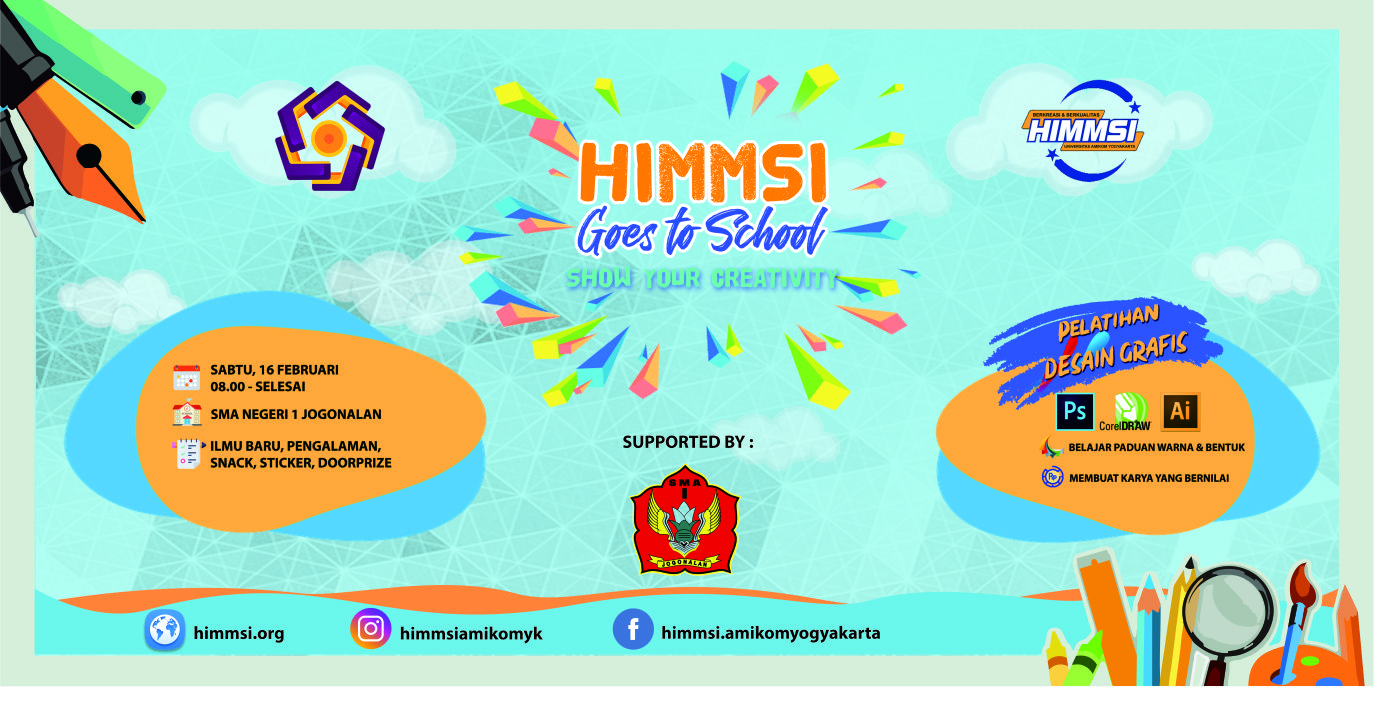 BERKREASI & BERKUALITAS
HIMMSI
UNIVERSITAS AMIKOM YOGYAKARTA
HIMMSI
Goes to School
SHOW YOUR CREATIVITY
SABTU, 16 FEBRUARI
08.00 - SELESAI
SMA NEGERI 1 JOGONALAN
ILMU BARU, PENGALAMAN,
SNACK, STICKER, DOORPRIZE
PELATIHAN
DESAIN GRAFIS
Ps
CorelDRAW
Ai
BELAJAR PADUAN WARNA & BENTUK
Rp
MEMBUAT KARYA YANG BERNILAI
SUPPORTED BY :
SMA
I
JOGONALAN
himmsi.org
himmsiamikomyk
f
himmsi.amikomyogyakarta